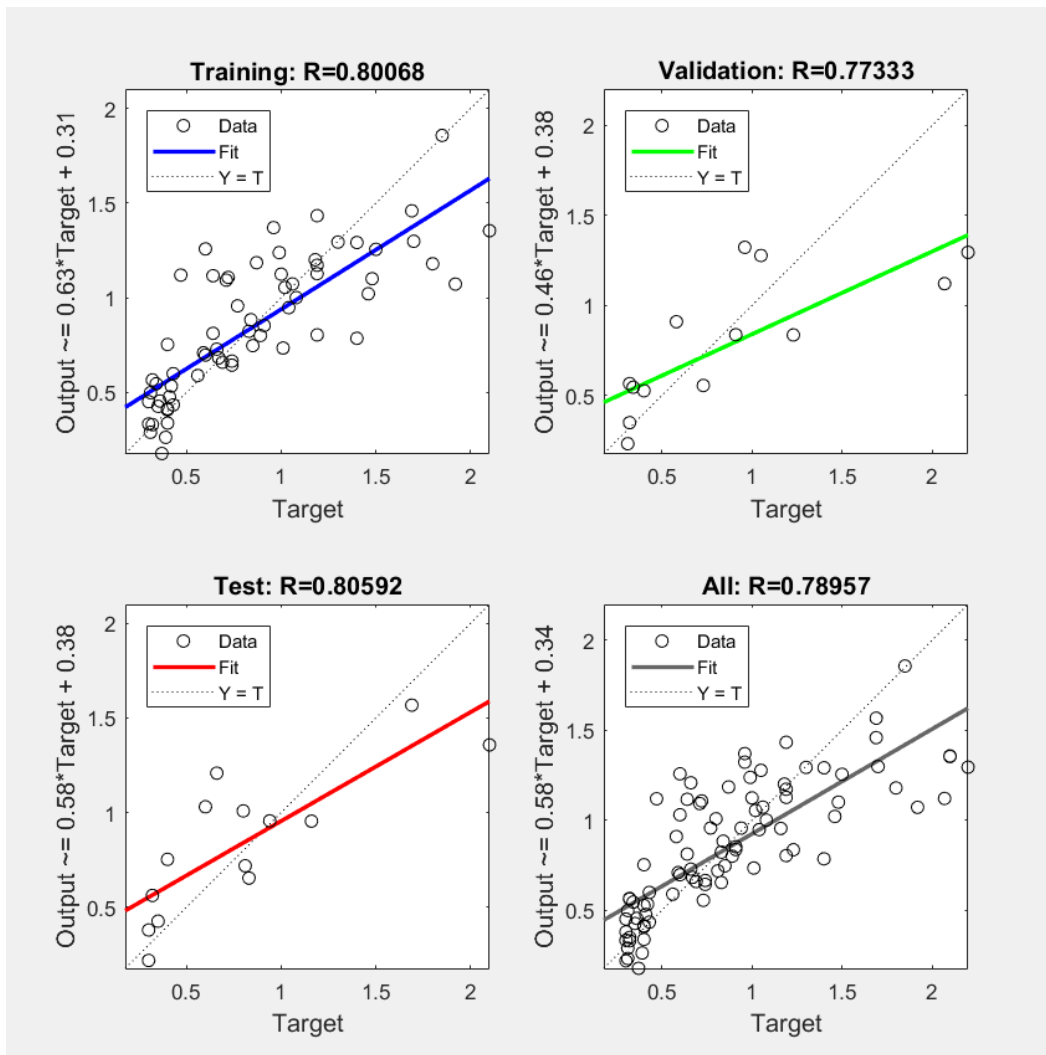 Training: R=0.80068
Output ~= 0.63*Target + 0.31
2
1.5
1
0.5
Data
Fit
Y = T
0.5 1 1.5 2
Target
Validation: R=0.77333
Output ~= 0.46*Target + 0.38
2
1.5
1
0.5
Data
Fit
Y = T
0.5 1 1.5 2
Target
Test: R=0.80592
Output ~= 0.58*Target + 0.38
2
1.5
1
0.5
Data
Fit
Y = T
0.5 1 1.5 2
Target
All: R=0.78957
Output ~= 0.58*Target + 0.34
2
1.5
1
0.5
Data
Fit
Y = T
0.5 1 1.5 2
Target